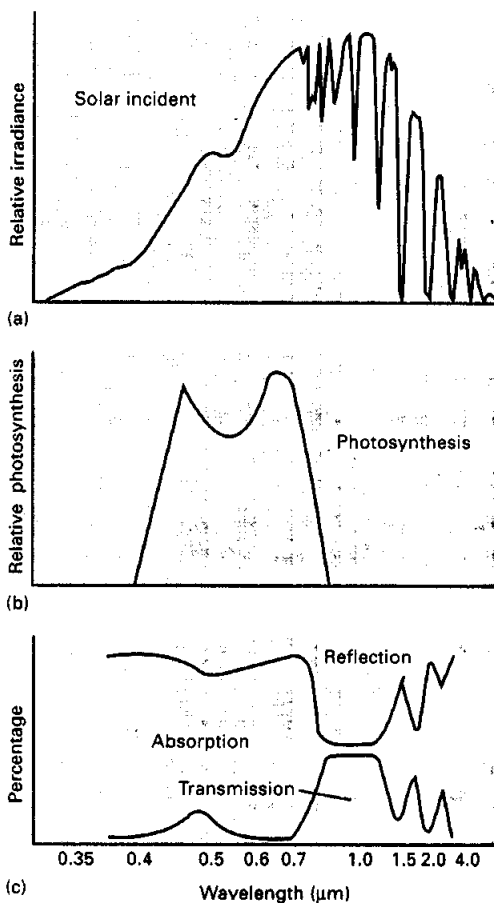 Relative irradiance
Solar incident
(a)
Relative photosynthesis
Photosynthesis
(b)
Percentage
Reflection
Absorption
Transmission
0.35 0.4 0.5 0.6 0.7 1.0 1.5 2.0 4.0
(c)
Wavelength (μm)